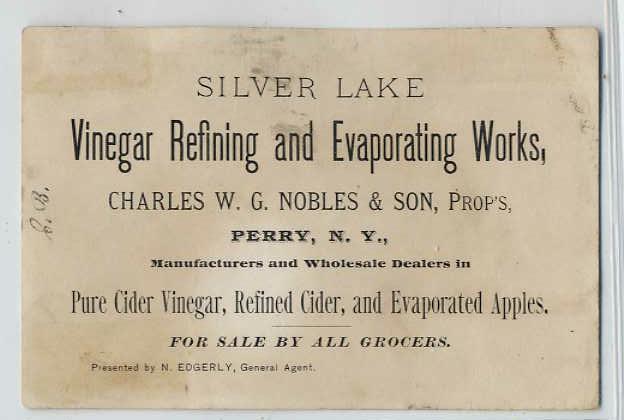 SILVER LAKE
Vinegar Refining and Evaporating Works,
CHARLES W. G. NOBLES & SON, PROP'S,
PERRY, N. Y.,
Manufacturers and Wholesale Dealers in
Pure Cider Vinegar, Refined Cider, and Evaporated Apples.
FOR SALE BY ALL GROCERS.
Presented by N. EDGERLY, General Agent.